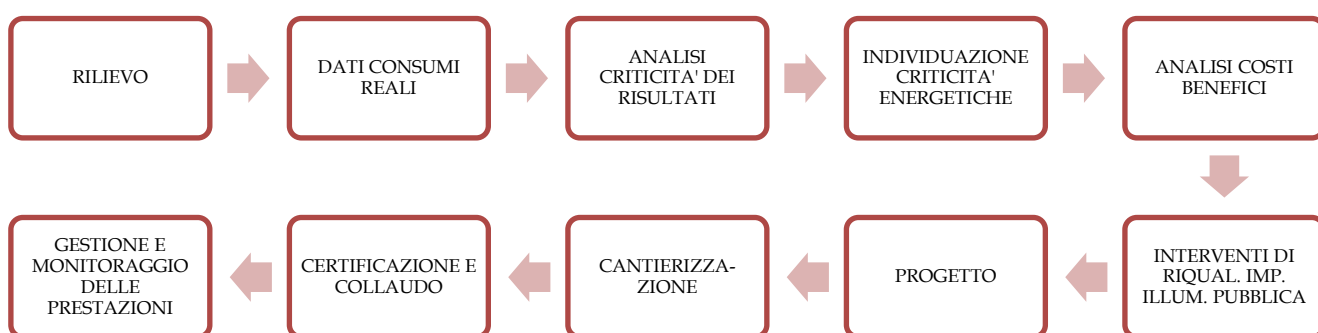 RILIEVO
DATI CONSUMI
REALI
ANALISI
CRITICITA' DEI
RISULTATI
INDIVIDUAZIONE
CRITICITA'
ENERGETICHE
ANALISI COSTI
BENEFICI
INTERVENTI DI
RIQUAL. IMP.
ILLUM. PUBBLICA
PROGETTO
CANTIERIZZA-
ZIONE
CERTIFICAZIONE E
COLLAUDO
GESTIONE E
MONITORAGGIO
DELLE
PRESTAZIONI